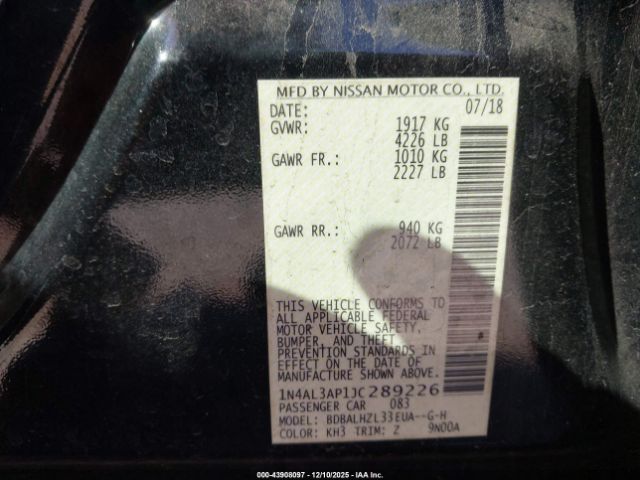 MFD BY NISSAN MOTOR CO., LTD.
DATE: 07/18
GVWR: 1917 KG
4226 LB
GAWR FR.: 1010 KG
2227 LB
GAWR RR.: 940 KG
2072 LB
THIS VEHICLE CONFORMS TO
ALL APPLICABLE FEDERAL
MOTOR VEHICLE SAFETY,
BUMPER, AND THEFT
PREVENTION STANDARDS IN
EFFECT ON THE DATE OF
MANUFACTURE SHOWN ABOVE.
1N4AL3AP1JC289226
PASSENGER CAR 083
BDBALHZL33EUA--G-H
COLOR: KH3 TRIM: Z 9N00A
000-43908097 - 12/10/2025 - COPART, INC.